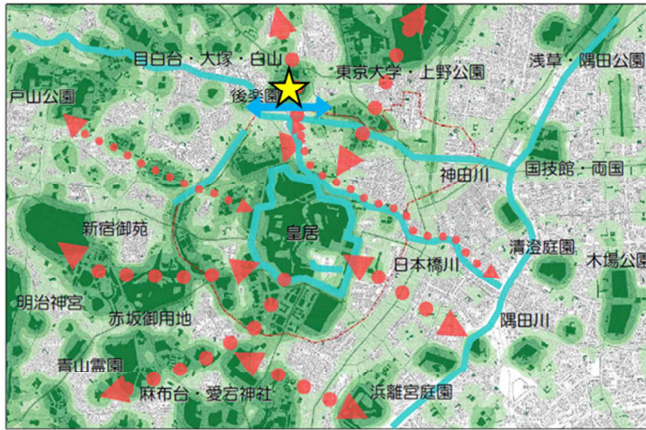 目白台・大塚・白山
東京大学・上野公園
浅草・隅田公園
戸山公園
後楽園
神田川
国技館・両国
新宿御苑
皇居
清澄庭園
日本橋川
木場公園
明治神宮
赤坂御用地
隅田川
青山霊園
麻布台・愛宕神社
浜離宮庭園